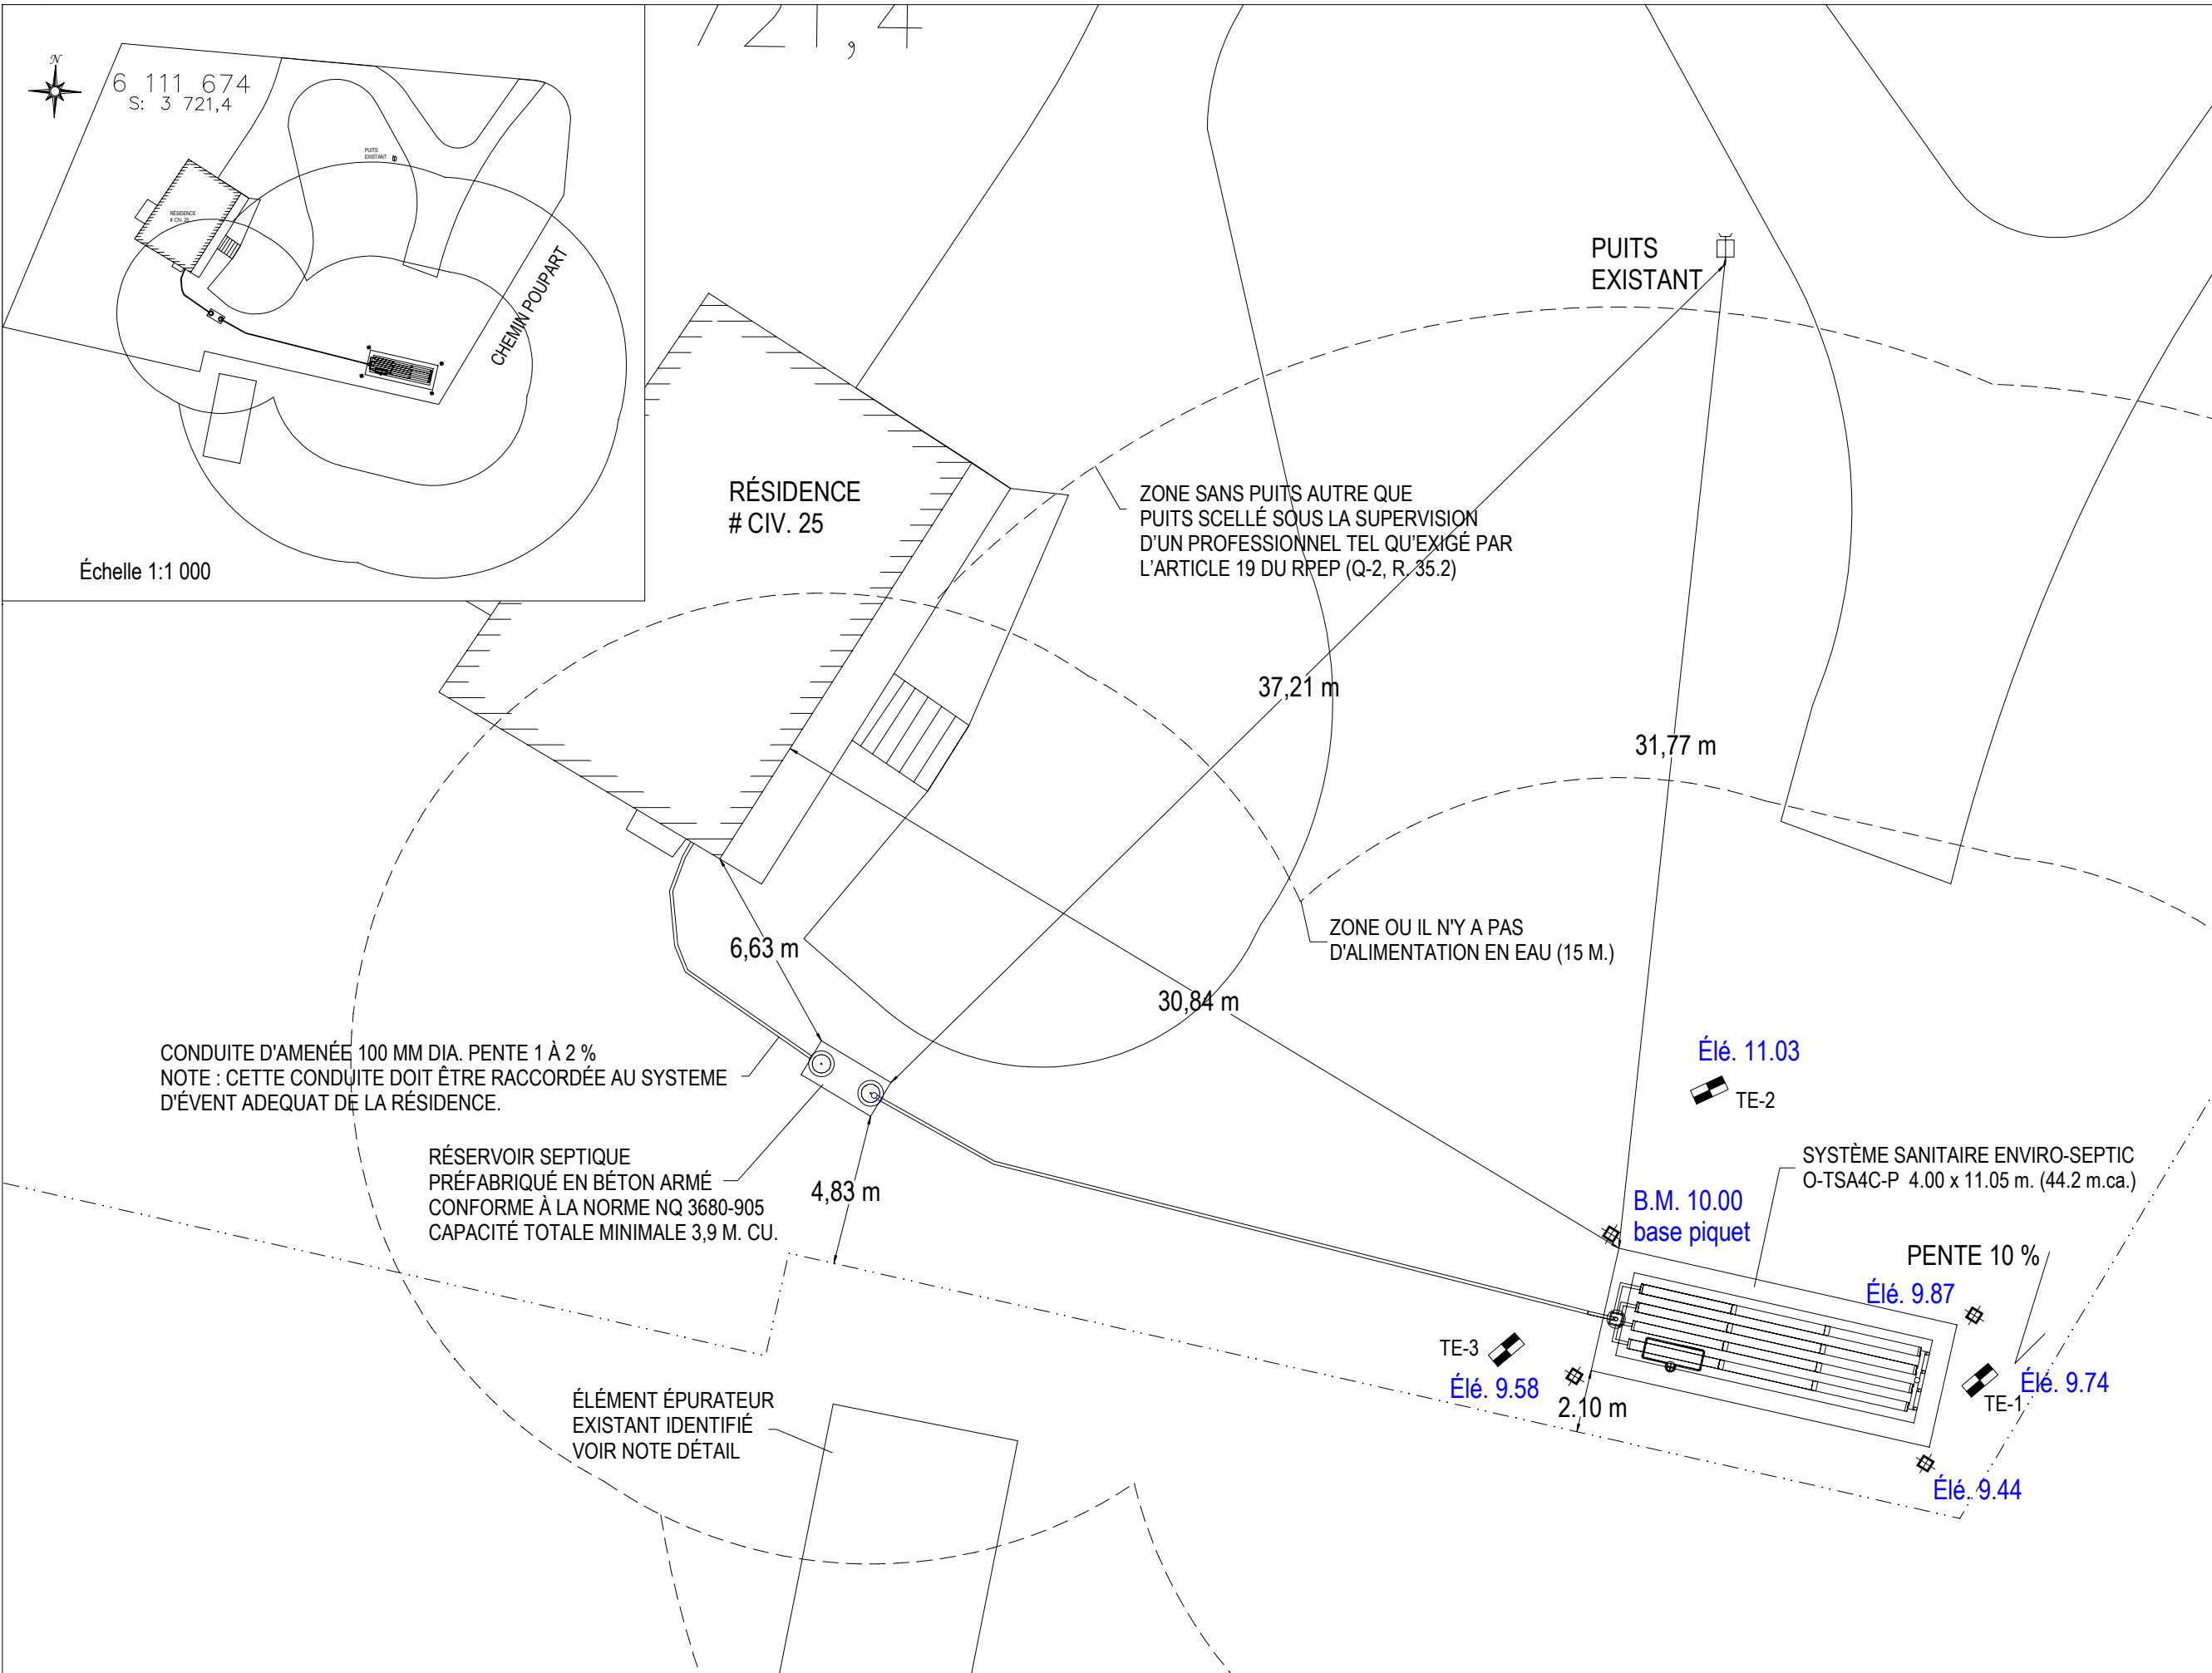 N
6 111 674
S: 3 721,4
PUITS
EXISTANT
RÉSIDENCE
# CIV. 25
CHEMIN POUPART
Échelle 1:1 000
721,4
PUITS
EXISTANT
RÉSIDENCE
# CIV. 25
ZONE SANS PUITS AUTRE QUE
PUITS SCELLÉ SOUS LA SUPERVISION
D'UN PROFESSIONNEL TEL QU'EXIGÉ PAR
L'ARTICLE 19 DU RPEP (Q-2, R. 35.2)
37,21 m
31,77 m
6,63 m
ZONE OU IL N'Y A PAS
D'ALIMENTATION EN EAU (15 M.)
30,84 m
CONDUITE D'AMENÉE 100 MM DIA. PENTE 1 À 2 %
NOTE : CETTE CONDUITE DOIT ÊTRE RACCORDÉE AU SYSTEME
D'ÉVENT ADEQUAT DE LA RÉSIDENCE.
Élé. 11.03
TE-2
RÉSERVOIR SEPTIQUE
PRÉFABRIQUÉ EN BÉTON ARMÉ
CONFORME À LA NORME NQ 3680-905
CAPACITÉ TOTALE MINIMALE 3,9 M. CU.
4,83 m
SYSTÈME SANITAIRE ENVIRO-SEPTIC
O-TSA4C-P 4.00 x 11.05 m. (44.2 m.ca.)
B.M. 10.00
base piquet
PENTE 10 %
Élé. 9.87
TE-3
Élé. 9.58
2.10 m
Élé. 9.74
TE-1
ÉLÉMENT ÉPURATEUR
EXISTANT IDENTIFIÉ
VOIR NOTE DÉTAIL
Élé. 9.44